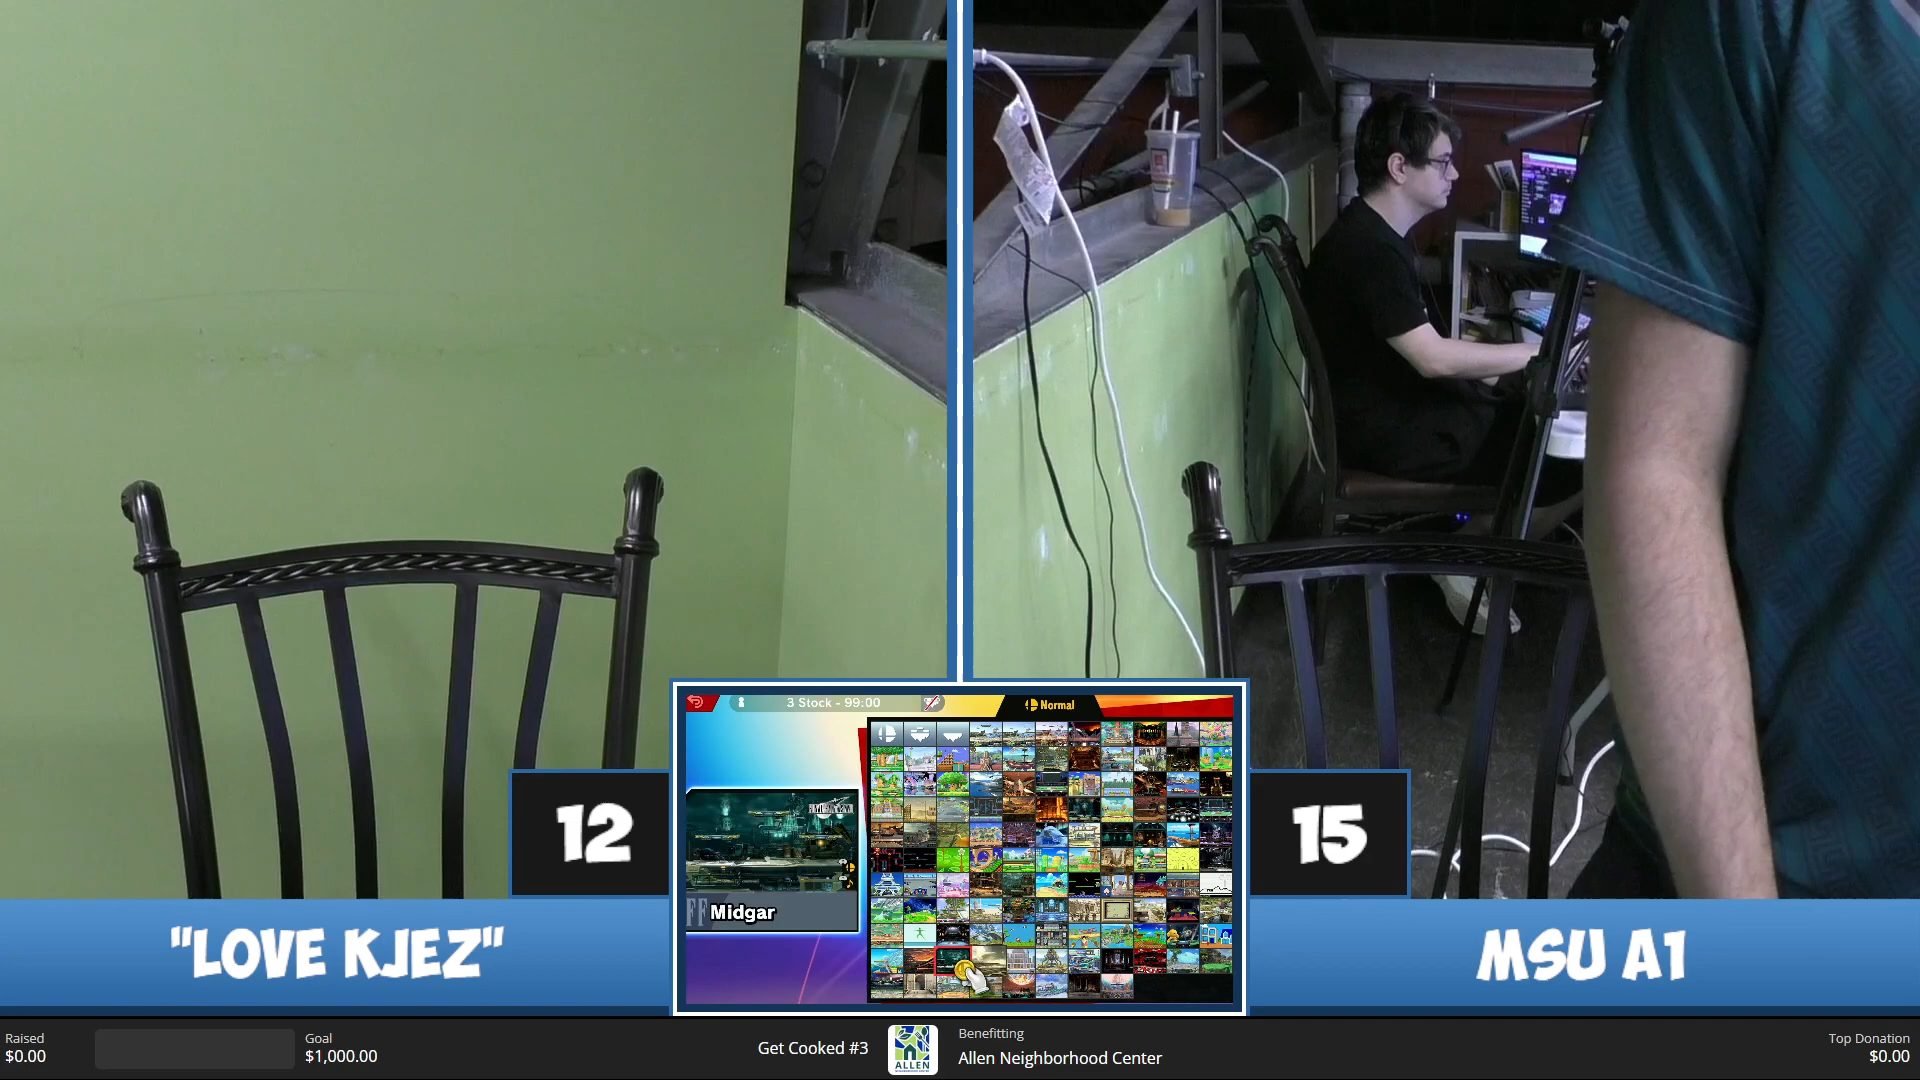 3 Stock - 99:00
Normal
FF Midgar
12
15
"LOVE KJEZ"
MSU A1
Raised
$0.00
Goal
$1,000.00
Get Cooked #3
ALLEN
Benefitting
Allen Neighborhood Center
Top Donation
$0.00